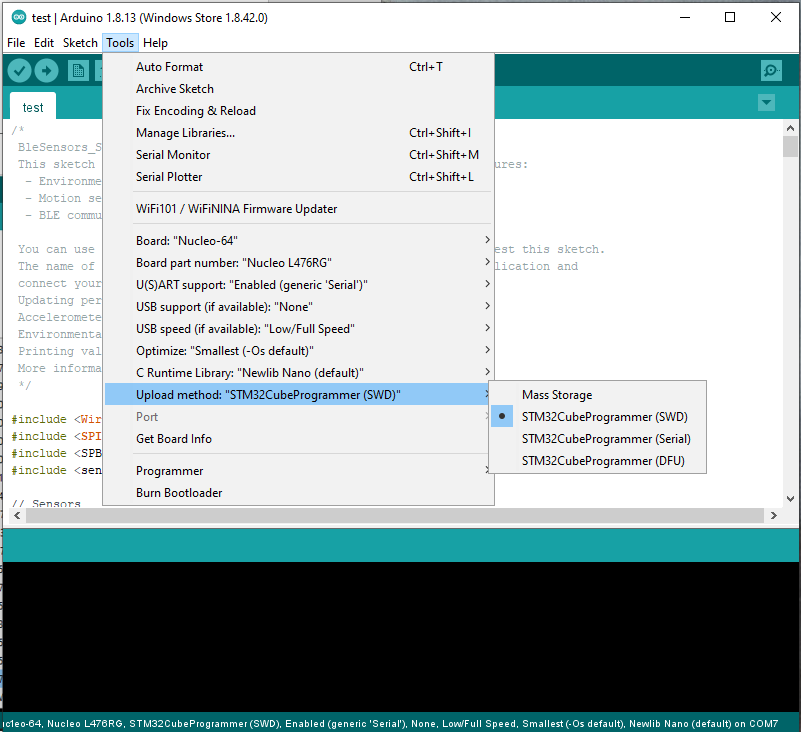 test | Arduino 1.8.13 (Windows Store 1.8.42.0)
File Edit Sketch Tools Help
test
Auto Format Ctrl+T
Archive Sketch
Fix Encoding & Reload
Manage Libraries... Ctrl+Shift+I
Serial Monitor Ctrl+Shift+M
Serial Plotter Ctrl+Shift+L
WiFi101 / WiFiNINA Firmware Updater
Board: "Nucleo-64"
Board part number: "Nucleo L476RG"
U(S)ART support: "Enabled (generic 'Serial')"
USB support (if available): "None"
USB speed (if available): "Low/Full Speed"
Optimize: "Smallest (-Os default)"
C Runtime Library: "Newlib Nano (default)"
Upload method: "STM32CubeProgrammer (SWD)"
Port
Get Board Info
Programmer
Burn Bootloader
Mass Storage
STM32CubeProgrammer (SWD)
STM32CubeProgrammer (Serial)
STM32CubeProgrammer (DFU)
/*
BleSensors_S
This sketch ures:
- Environme
- Motion se
- BLE commu
You can use est this sketch.
The name of lication and
connect your
Updating per
Acceleromete
Environmenta
Printing val
More informa
*/
#include <Wir
#include <SPI
#include <SPB
#include <sen
// Sensors
ucleo-64, Nucleo L476RG, STM32CubeProgrammer (SWD), Enabled (generic 'Serial'), None, Low/Full Speed, Smallest (-Os default), Newlib Nano (default) on COM7